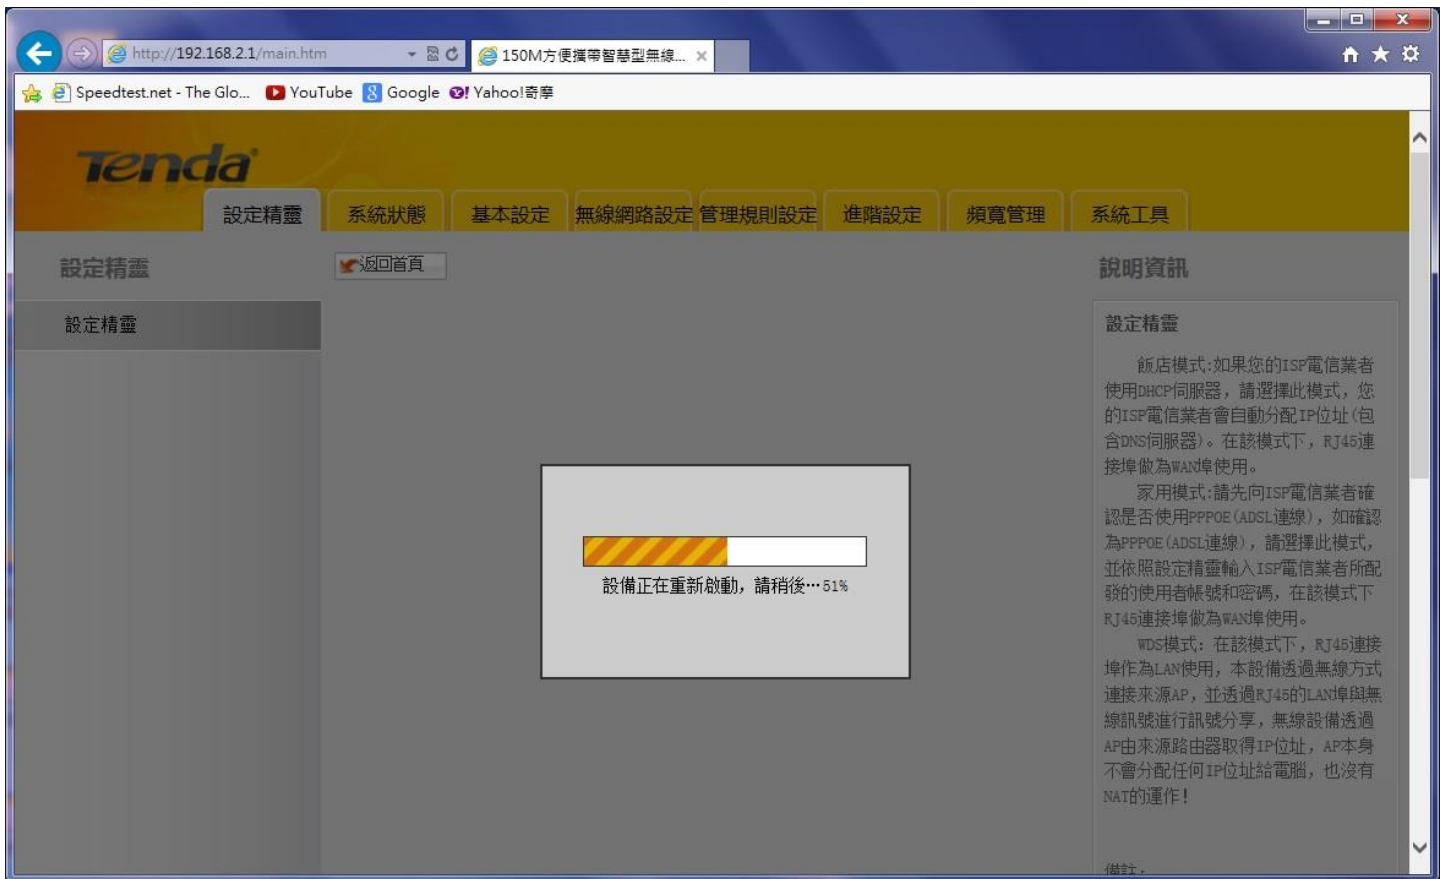 http://192.168.2.1/main.htm
150M方便攜帶智慧型無線...
Speedtest.net - The Glo...
YouTube
Google
Yahoo!奇摩
Tenda
設定精靈
系統狀態
基本設定
無線網路設定
管理規則設定
進階設定
頻寬管理
系統工具
設定精靈
返回首頁
說明資訊
設定精靈
設定精靈
飯店模式:如果您的ISP電信業者
使用DHCP伺服器，請選擇此模式，您
的ISP電信業者會自動分配IP位址(包
含DNS伺服器)。在該模式下，RJ45連
接埠做為WAN埠使用。
家用模式:請先向ISP電信業者確
認是否使用PPPOE(ADSL連線)，如確認
為PPPOE(ADSL連線)，請選擇此模式，
並依照設定精靈輸入ISP電信業者所配
發的使用者帳號和密碼，在該模式下
RJ45連接埠做為WAN埠使用。
WDS模式: 在該模式下，RJ45連接
埠作為LAN使用，本設備透過無線方式
連接來源AP，並透過RJ45的LAN埠與無
線訊號進行訊號分享，無線設備透過
AP由來源路由器取得IP位址，AP本身
不會分配任何IP位址給電腦，也沒有
NAT的運作!
備註:
設備正在重新啟動，請稍後…51%